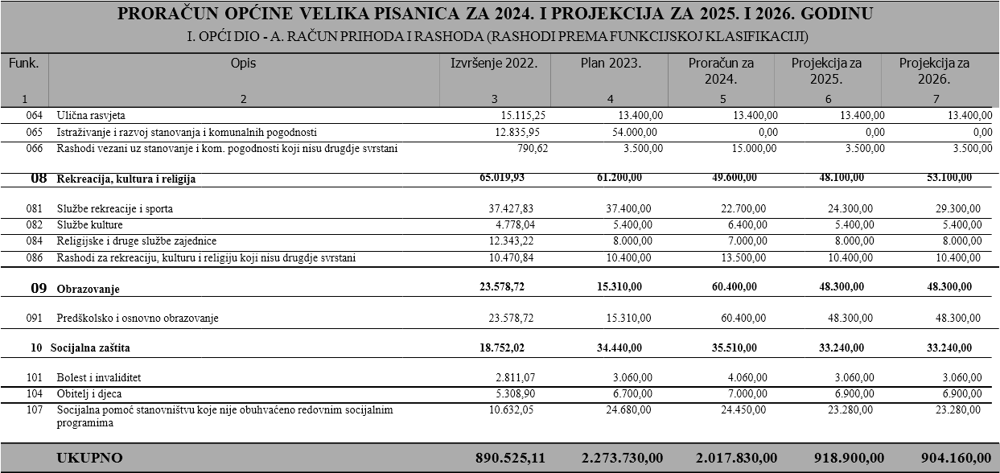 PRORAČUN OPĆINE VELIKA PISANICA ZA 2024. I PROJEKCIJA ZA 2025. I 2026. GODINU
I. OPĆI DIO - A. RAČUN PRIHODA I RASHODA (RASHODI PREMA FUNKCIJSKOJ KLASIFIKACIJI)
Funk. Opis Izvršenje 2022. Plan 2023. Proračun za 2024. Projekcija za 2025. Projekcija za 2026.
1 2 3 4 5 6 7
064 Ulična rasvjeta 15.115,25 13.400,00 13.400,00 13.400,00 13.400,00
065 Istraživanje i razvoj stanovanja i komunalnih pogodnosti 12.835,95 54.000,00 0,00 0,00 0,00
066 Rashodi vezani uz stanovanje i kom. pogodnosti koji nisu drugdje svrstani 790,62 3.500,00 15.000,00 3.500,00 3.500,00
08 Rekreacija, kultura i religija 65.019,93 61.200,00 49.600,00 48.100,00 53.100,00
081 Službe rekreacije i sporta 37.427,83 37.400,00 22.700,00 24.300,00 29.300,00
082 Službe kulture 4.778,04 5.400,00 6.400,00 5.400,00 5.400,00
084 Religijske i druge službe zajednice 12.343,22 8.000,00 7.000,00 8.000,00 8.000,00
086 Rashodi za rekreaciju, kulturu i religiju koji nisu drugdje svrstani 10.470,84 10.400,00 13.500,00 10.400,00 10.400,00
09 Obrazovanje 23.578,72 15.310,00 60.400,00 48.300,00 48.300,00
091 Predškolsko i osnovno obrazovanje 23.578,72 15.310,00 60.400,00 48.300,00 48.300,00
10 Socijalna zaštita 18.752,02 34.440,00 35.510,00 33.240,00 33.240,00
101 Bolest i invaliditet 2.811,07 3.060,00 4.060,00 3.060,00 3.060,00
104 Obitelj i djeca 5.308,90 6.700,00 7.000,00 6.900,00 6.900,00
107 Socijalna pomoć stanovništvu koje nije obuhvaćeno redovnim socijalnim 10.632,05 24.680,00 24.450,00 23.280,00 23.280,00
programima
UKUPNO 890.525,11 2.273.730,00 2.017.830,00 918.900,00 904.160,00